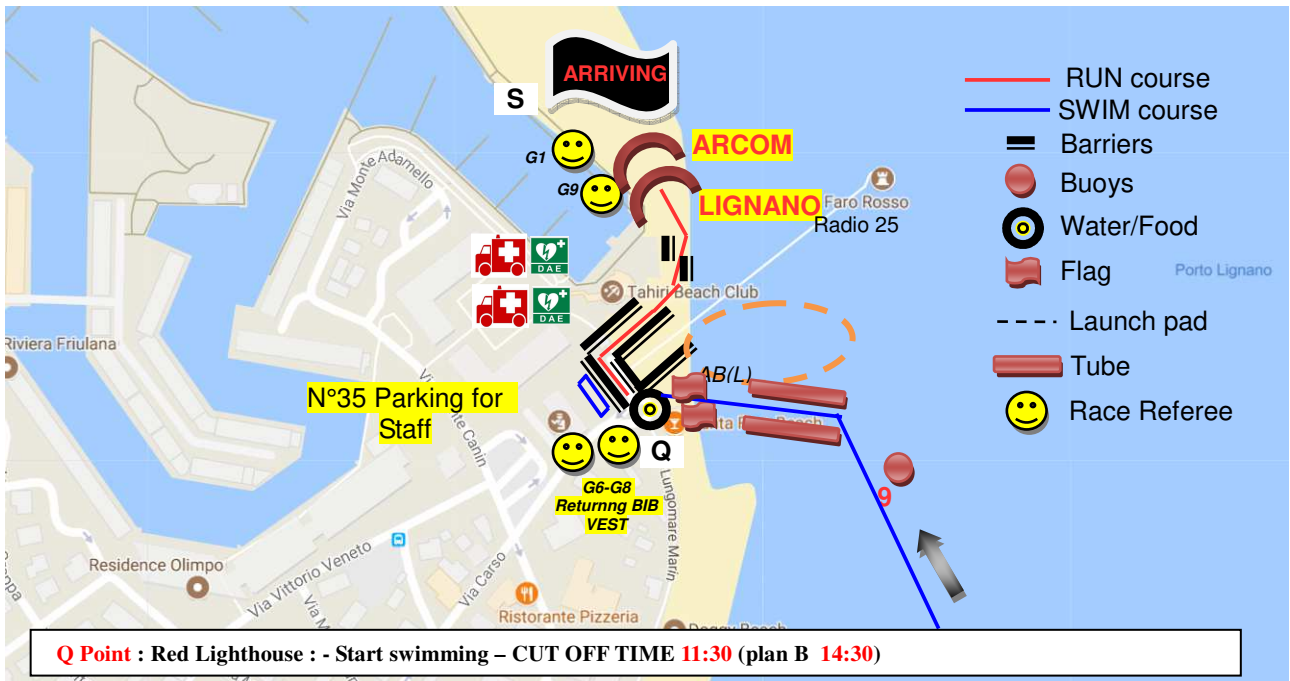 ARRIVING
S
G1
G9
ARCOM
LIGNANO
Faro Rosso
Radio 25
Via Monte Adamello
DAE
DAE
Tahiri Beach Club
Porto Lignano
Riviera Friulana
AB(L)
N°35 Parking for
Staff
Q
G6-G8
Returnng BIB
VEST
9
Lungomare Marin
Residence Olimpo
Via Vittorio Veneto
Via Carso
Ristorante Pizzeria
RUN course
SWIM course
Barriers
Buoys
Water/Food
Flag
Launch pad
Tube
Race Referee
Q Point : Red Lighthouse : - Start swimming – CUT OFF TIME 11:30 (plan B 14:30)